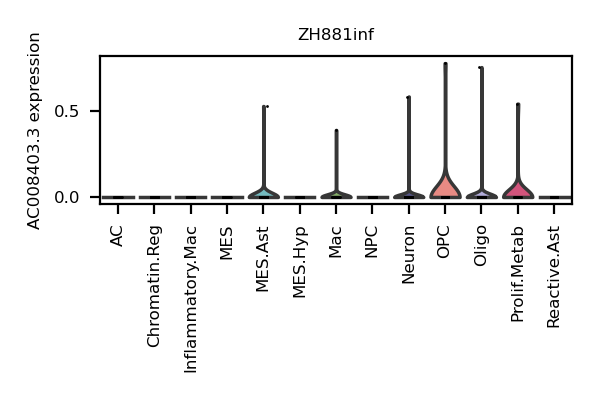 ZH881inf
AC008403.3 expression
0.5
0.0
AC
Chromatin.Reg
Inflammatory.Mac
MES
MES.Ast
MES.Hyp
Mac
NPC
Neuron
OPC
Oligo
Prolif.Metab
Reactive.Ast